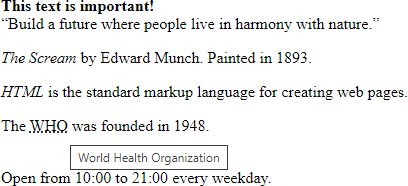 This text is important!
“Build a future where people live in harmony with nature.”
The Scream by Edward Munch. Painted in 1893.
HTML is the standard markup language for creating web pages.
The WHO was founded in 1948.
World Health Organization
Open from 10:00 to 21:00 every weekday.